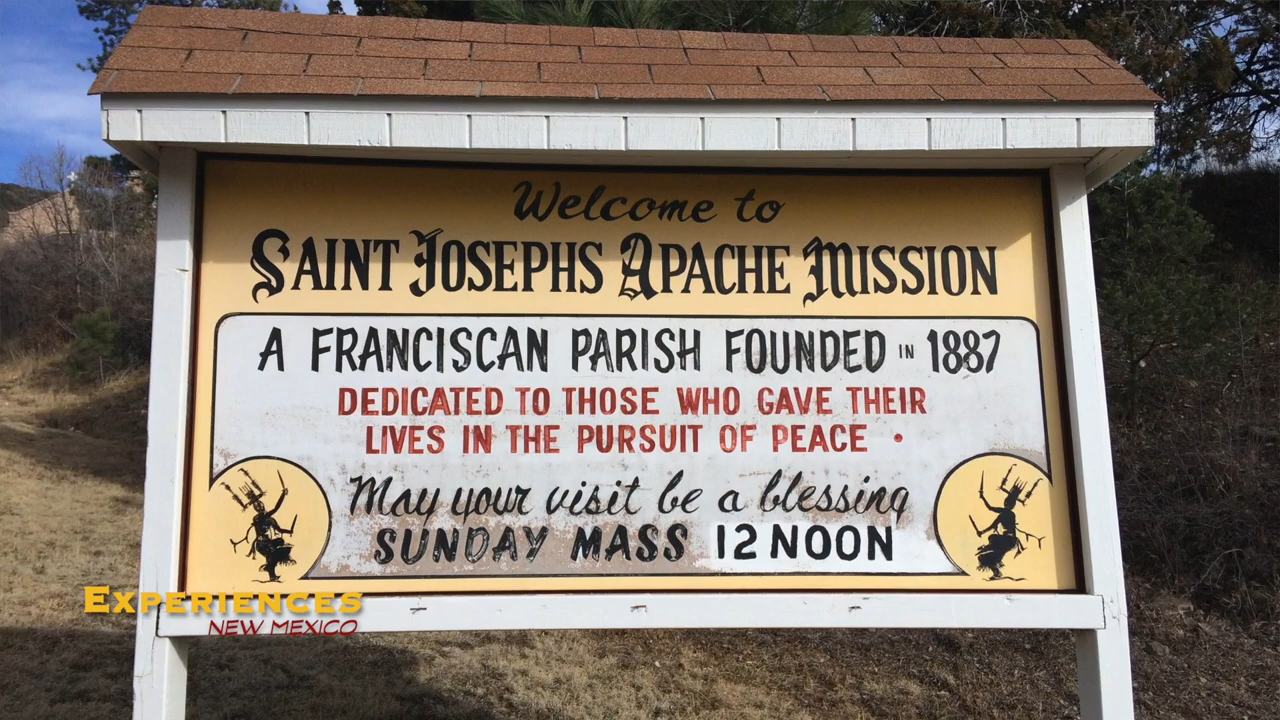 Welcome to
SAINT JOSEPHS APACHE MISSION
A FRANCISCAN PARISH FOUNDED IN 1887
DEDICATED TO THOSE WHO GAVE THEIR
LIVES IN THE PURSUIT OF PEACE •
May your visit be a blessing
SUNDAY MASS 12 NOON
EXPERIENCES
NEW MEXICO